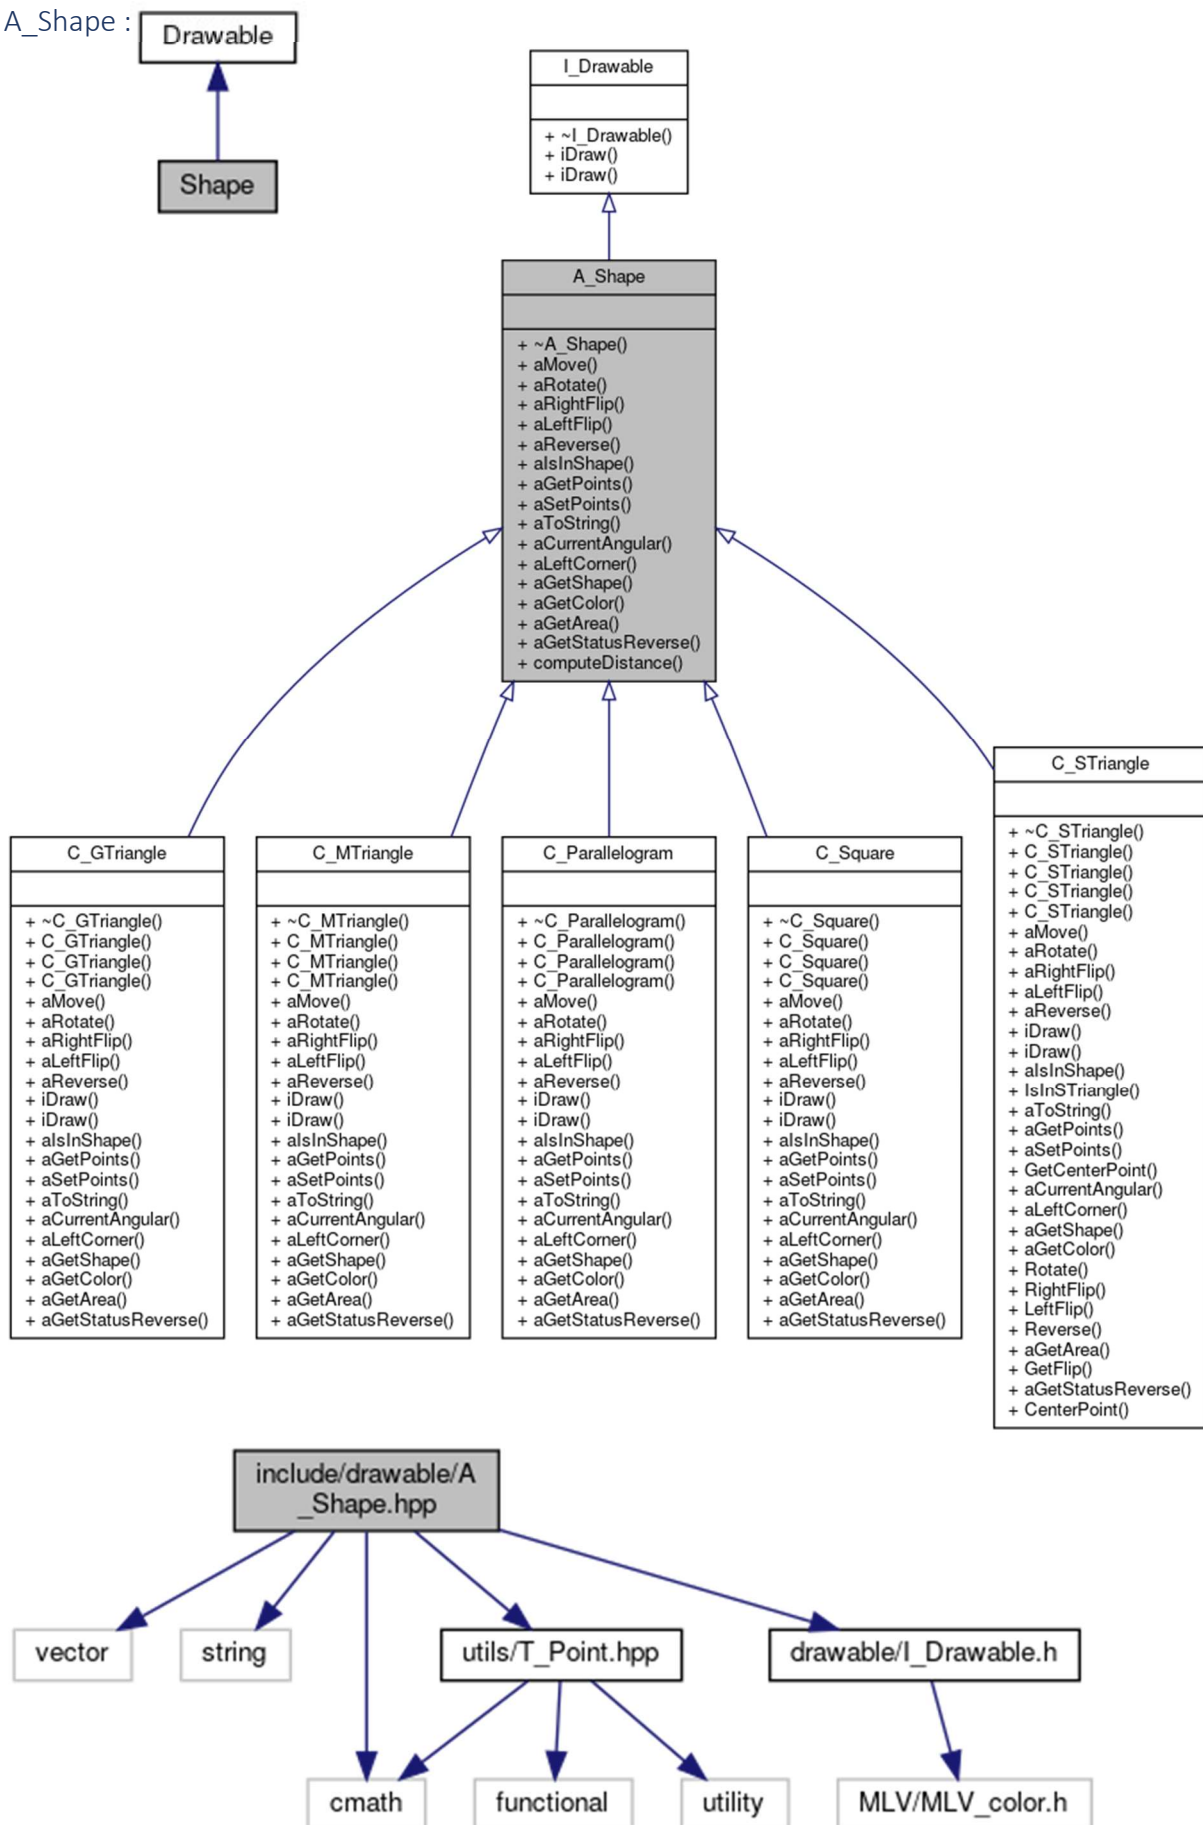 A_Shape :
Drawable
Shape
I_Drawable
+ ~I_Drawable()
+ iDraw()
+ iDraw()
A_Shape
+ ~A_Shape()
+ aMove()
+ aRotate()
+ aRightFlip()
+ aLeftFlip()
+ aReverse()
+ aIsInShape()
+ aGetPoints()
+ aSetPoints()
+ aToString()
+ aCurrentAngular()
+ aLeftCorner()
+ aGetShape()
+ aGetColor()
+ aGetArea()
+ aGetStatusReverse()
+ computeDistance()
C_GTriangle
+ ~C_GTriangle()
+ C_GTriangle()
+ C_GTriangle()
+ C_GTriangle()
+ aMove()
+ aRotate()
+ aRightFlip()
+ aLeftFlip()
+ aReverse()
+ iDraw()
+ iDraw()
+ aIsInShape()
+ aGetPoints()
+ aSetPoints()
+ aToString()
+ aCurrentAngular()
+ aLeftCorner()
+ aGetShape()
+ aGetColor()
+ aGetArea()
+ aGetStatusReverse()
C_MTriangle
+ ~C_MTriangle()
+ C_MTriangle()
+ C_MTriangle()
+ C_MTriangle()
+ aMove()
+ aRotate()
+ aRightFlip()
+ aLeftFlip()
+ aReverse()
+ iDraw()
+ iDraw()
+ aIsInShape()
+ aGetPoints()
+ aSetPoints()
+ aToString()
+ aCurrentAngular()
+ aLeftCorner()
+ aGetShape()
+ aGetColor()
+ aGetArea()
+ aGetStatusReverse()
C_Parallelogram
+ ~C_Parallelogram()
+ C_Parallelogram()
+ C_Parallelogram()
+ C_Parallelogram()
+ aMove()
+ aRotate()
+ aRightFlip()
+ aLeftFlip()
+ aReverse()
+ iDraw()
+ iDraw()
+ aIsInShape()
+ aGetPoints()
+ aSetPoints()
+ aToString()
+ aCurrentAngular()
+ aLeftCorner()
+ aGetShape()
+ aGetColor()
+ aGetArea()
+ aGetStatusReverse()
C_Square
+ ~C_Square()
+ C_Square()
+ C_Square()
+ C_Square()
+ aMove()
+ aRotate()
+ aRightFlip()
+ aLeftFlip()
+ aReverse()
+ iDraw()
+ iDraw()
+ aIsInShape()
+ aGetPoints()
+ aSetPoints()
+ aToString()
+ aCurrentAngular()
+ aLeftCorner()
+ aGetShape()
+ aGetColor()
+ aGetArea()
+ aGetStatusReverse()
C_STriangle
+ ~C_STriangle()
+ C_STriangle()
+ C_STriangle()
+ C_STriangle()
+ C_STriangle()
+ aMove()
+ aRotate()
+ aRightFlip()
+ aLeftFlip()
+ aReverse()
+ iDraw()
+ iDraw()
+ aIsInShape()
+ IsInSTriangle()
+ aToString()
+ aGetPoints()
+ aSetPoints()
+ GetCenterPoint()
+ aCurrentAngular()
+ aLeftCorner()
+ aGetShape()
+ aGetColor()
+ Rotate()
+ RightFlip()
+ LeftFlip()
+ Reverse()
+ aGetArea()
+ GetFlip()
+ aGetStatusReverse()
+ CenterPoint()
include/drawable/A
_Shape.hpp
vector
string
utils/T_Point.hpp
drawable/I_Drawable.h
cmath
functional
utility
MLV/MLV_color.h